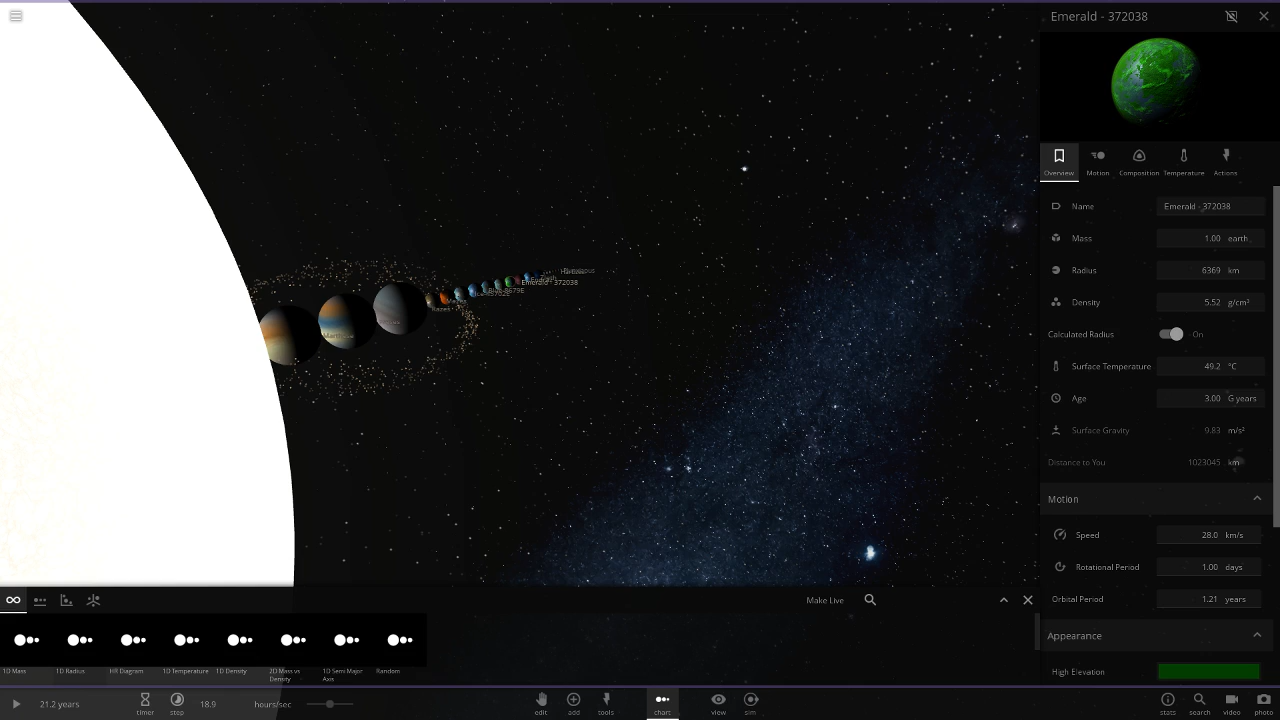 Emerald - 372038
Overview
Motion
Composition
Temperature
Actions
Name
Emerald - 372038
Mass
1.00 earth
Radius
6369 km
Density
5.52 g/cm³
Calculated Radius
On
Surface Temperature
49.2 °C
Age
3.00 G years
Surface Gravity
9.83 m/s²
Distance to You
1023045 km
Motion
Speed
28.0 km/s
Rotational Period
1.00 days
Orbital Period
1.21 years
Appearance
High Elevation
Emerald - 372038
Make Live
1D Mass
1D Radius
HR Diagram
1D Temperature
1D Density
2D Mass vs
Density
1D Semi Major
Axis
Random
21.2 years
timer
step
18.9
hours/sec
edit
add
tools
chart
view
sim
stats
search
video
photo